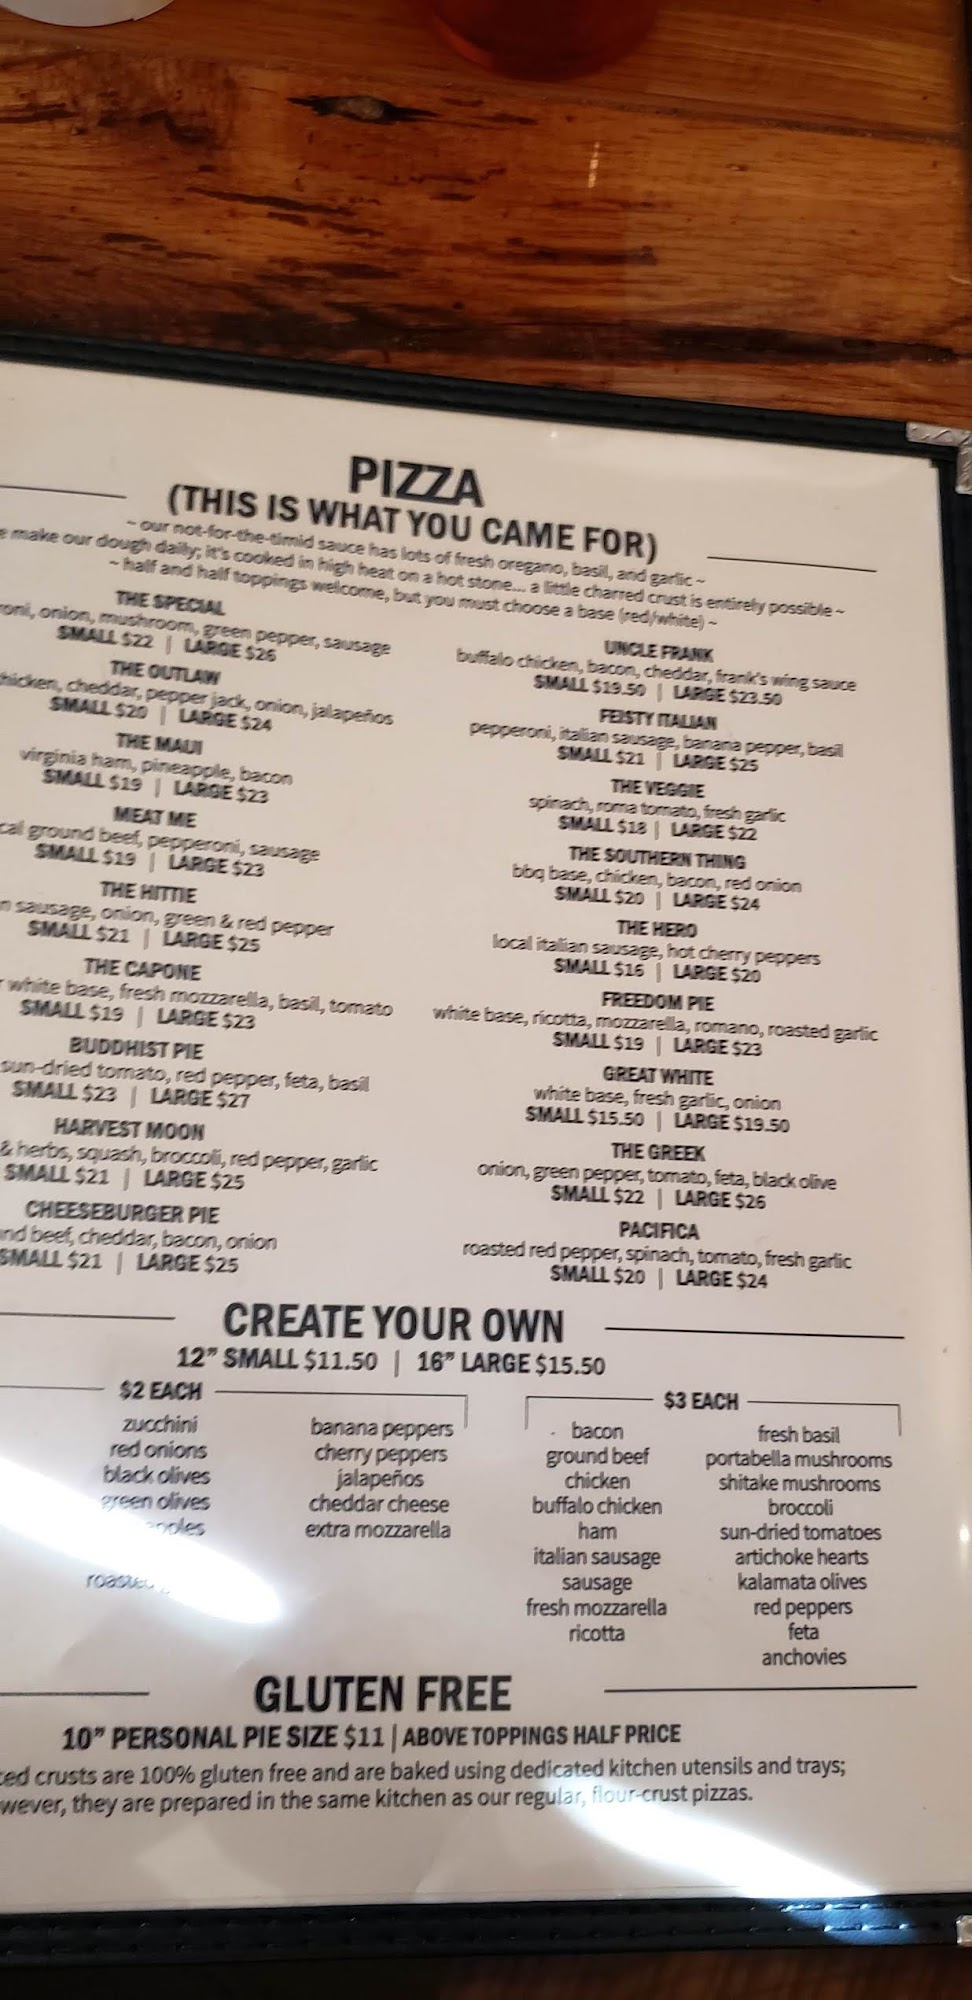 PIZZA
(THIS IS WHAT YOU CAME FOR)
~ our not-for-the-timid sauce has lots of fresh oregano, basil, and garlic ~
make our dough daily; it's cooked in high heat on a hot stone... a little charred crust is entirely possible ~
~ half and half toppings welcome, but you must choose a base (red/white) ~
THE SPECIAL
onion, mushroom, green pepper, sausage
SMALL $22 | LARGE $26
THE OUTLAW
cheddar, pepper jack, onion, jalapeños
SMALL $20 | LARGE $24
THE MAUI
virginia ham, pineapple, bacon
SMALL $19 | LARGE $23
MEAT ME
ground beef, pepperoni, sausage
SMALL $19 | LARGE $23
THE HITTIE
sausage, onion, green & red pepper
SMALL $21 | LARGE $25
THE CAPONE
white base, fresh mozzarella, basil, tomato
SMALL $19 | LARGE $23
BUDDHIST PIE
sun-dried tomato, red pepper, feta, basil
SMALL $23 | LARGE $27
HARVEST MOON
& herbs, squash, broccoli, red pepper, garlic
SMALL $21 | LARGE $25
CHEESEBURGER PIE
beef, cheddar, bacon, onion
SMALL $21 | LARGE $25
UNCLE FRANK
buffalo chicken, bacon, cheddar, frank's wing sauce
SMALL $19.50 | LARGE $23.50
FEISTY ITALIAN
pepperoni, italian sausage, banana pepper, basil
SMALL $21 | LARGE $25
THE VEGGIE
spinach, roma tomato, fresh garlic
SMALL $18 | LARGE $22
THE SOUTHERN THING
bbq base, chicken, bacon, red onion
SMALL $20 | LARGE $24
THE HERO
local italian sausage, hot cherry peppers
SMALL $16 | LARGE $20
FREEDOM PIE
white base, ricotta, mozzarella, romano, roasted garlic
SMALL $19 | LARGE $23
GREAT WHITE
white base, fresh garlic, onion
SMALL $15.50 | LARGE $19.50
THE GREEK
onion, green pepper, tomato, feta, black olive
SMALL $22 | LARGE $26
PACIFICA
roasted red pepper, spinach, tomato, fresh garlic
SMALL $20 | LARGE $24
CREATE YOUR OWN
12" SMALL $11.50 | 16" LARGE $15.50
$2 EACH
zucchini
red onions
black olives
green olives
banana peppers
cherry peppers
jalapeños
cheddar cheese
extra mozzarella
$3 EACH
bacon
ground beef
chicken
buffalo chicken
ham
italian sausage
sausage
fresh mozzarella
ricotta
fresh basil
portabella mushrooms
shitake mushrooms
broccoli
sun-dried tomatoes
artichoke hearts
kalamata olives
red peppers
feta
anchovies
GLUTEN FREE
10" PERSONAL PIE SIZE $11 | ABOVE TOPPINGS HALF PRICE
crusts are 100% gluten free and are baked using dedicated kitchen utensils and trays;
they are prepared in the same kitchen as our regular, flour-crust pizzas.